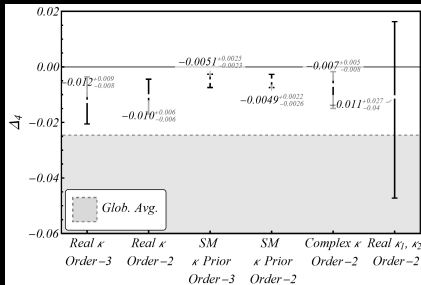 0.02
0.00
-0.02
-0.04
-0.06
Δ₄
-0.012 +0.009 -0.008
-0.010 +0.006 -0.006
-0.0051 +0.0025 -0.0023
-0.0049 +0.0022 -0.0026
-0.007 +0.005 -0.008
-0.011 +0.027 -0.04
Glob. Avg.
Real κ
Order-3
Real κ
Order-2
SM
κ Prior
Order-3
SM
κ Prior
Order-2
Complex κ
Order-2
Real κ₁, κ₂
Order-2